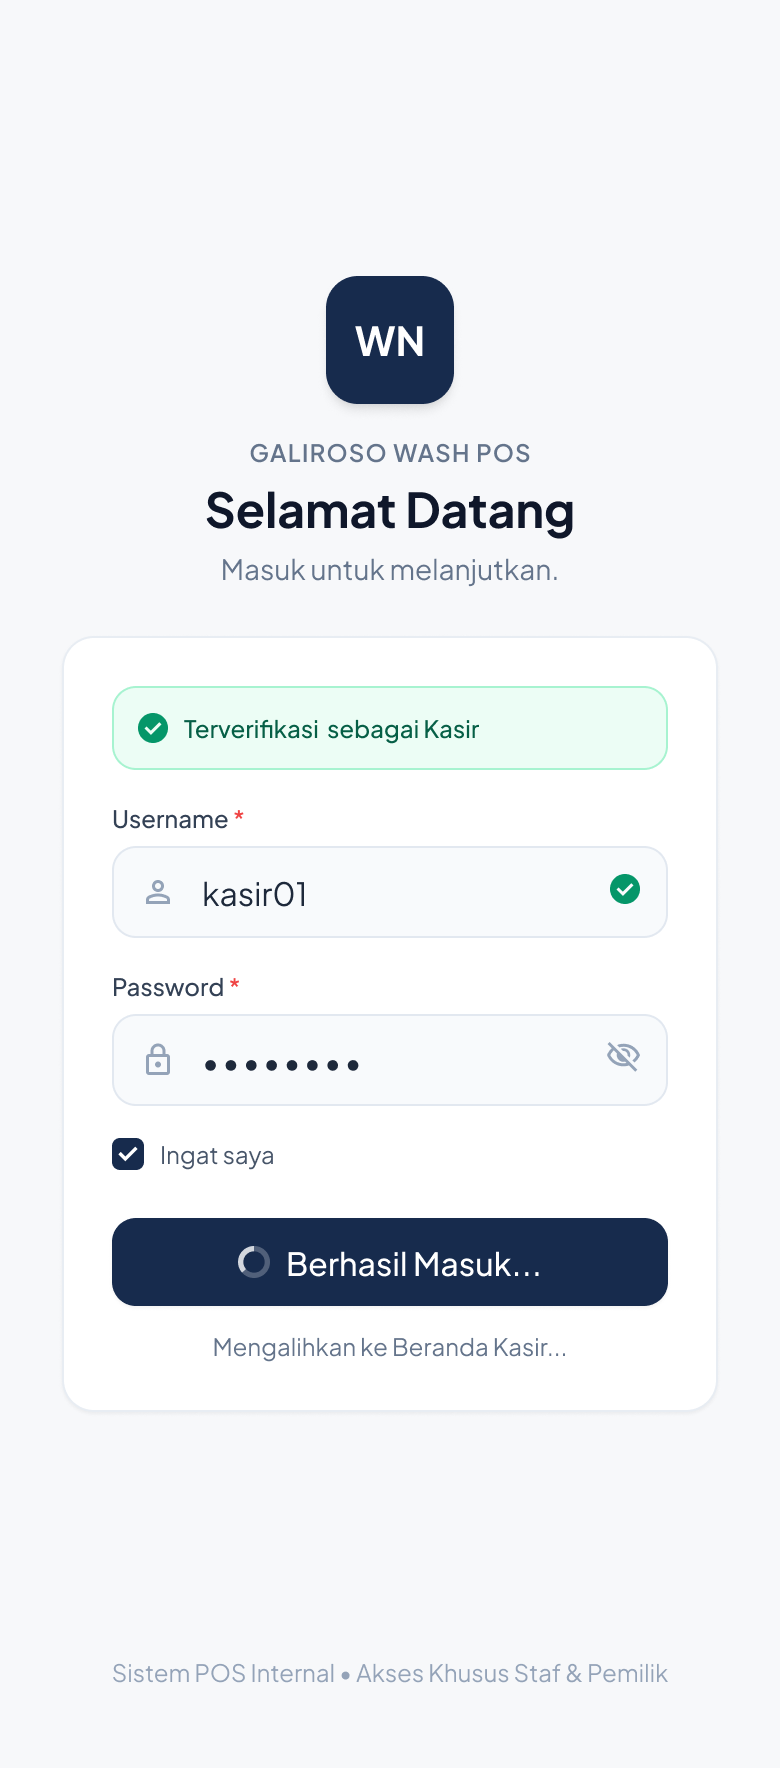 WN
GALIROSO WASH POS
Selamat Datang
Masuk untuk melanjutkan.
Terverifikasi sebagai Kasir
Username *
kasir01
Password *
••••••••
Ingat saya
Berhasil Masuk...
Mengalihkan ke Beranda Kasir...
Sistem POS Internal • Akses Khusus Staf & Pemilik